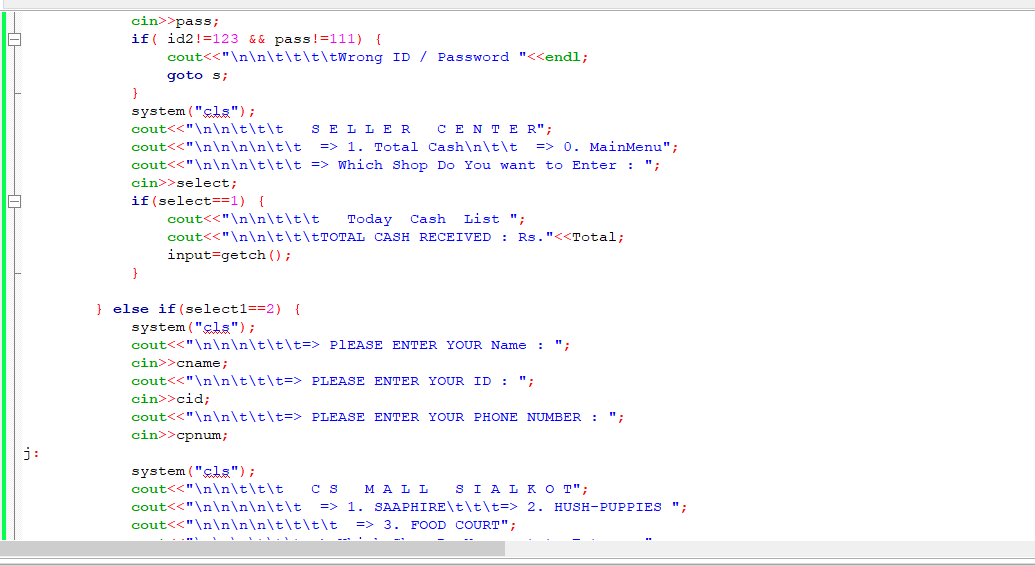 cin>>pass;
if( id2!=123 && pass!=111) {
cout<<"\n\n\t\t\t\tWrong ID / Password "<<endl;
goto s;
}
system("cls");
cout<<"\n\n\t\t\t   S E L L E R   C E N T E R";
cout<<"\n\n\n\n\t\t  => 1. Total Cash\n\t\t  => 0. MainMenu";
cout<<"\n\n\n\t\t\t => Which Shop Do You want to Enter : ";
cin>>select;
if(select==1) {
cout<<"\n\n\t\t\t\t   Today  Cash  List ";
cout<<"\n\n\t\t\tTOTAL CASH RECEIVED : Rs."<<Total;
input=getch();
}
} else if(select1==2) {
system("cls");
cout<<"\n\n\n\t\t\t=> PlEASE ENTER YOUR Name : ";
cin>>cname;
cout<<"\n\n\t\t\t=> PLEASE ENTER YOUR ID : ";
cin>>cid;
cout<<"\n\n\t\t\t=> PLEASE ENTER YOUR PHONE NUMBER : ";
cin>>cpnum;
j:
system("cls");
cout<<"\n\n\t\t\t   C S   M A L L   S I A L K O T";
cout<<"\n\n\n\n\t\t  => 1. SAAPHIRE\t\t\t=> 2. HUSH-PUPPIES ";
cout<<"\n\n\n\n\t\t\t\t  => 3. FOOD COURT";